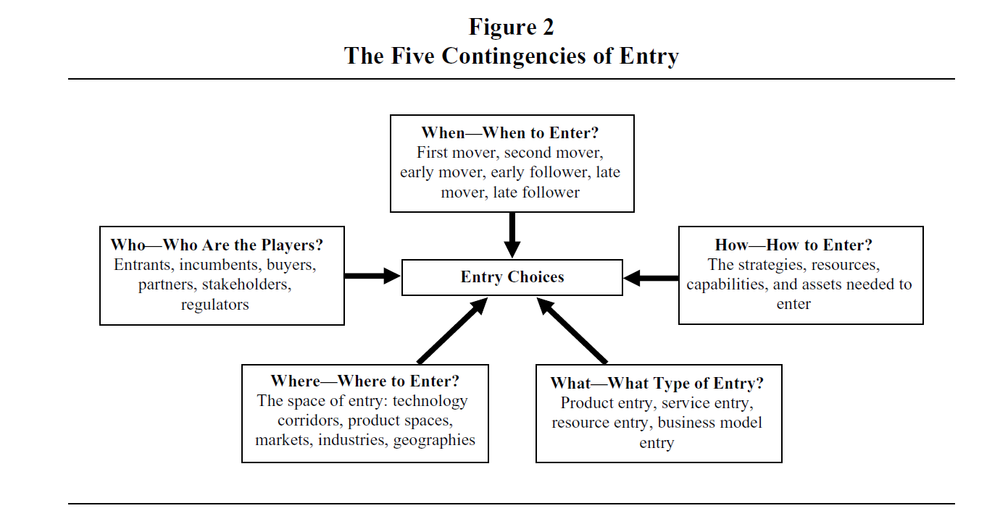 Figure 2
The Five Contingencies of Entry
When—When to Enter?
First mover, second mover,
early mover, early follower, late
mover, late follower
Who—Who Are the Players?
Entrants, incumbents, buyers,
partners, stakeholders,
regulators
Entry Choices
How—How to Enter?
The strategies, resources,
capabilities, and assets needed to
enter
Where—Where to Enter?
The space of entry: technology
corridors, product spaces,
markets, industries, geographies
What—What Type of Entry?
Product entry, service entry,
resource entry, business model
entry